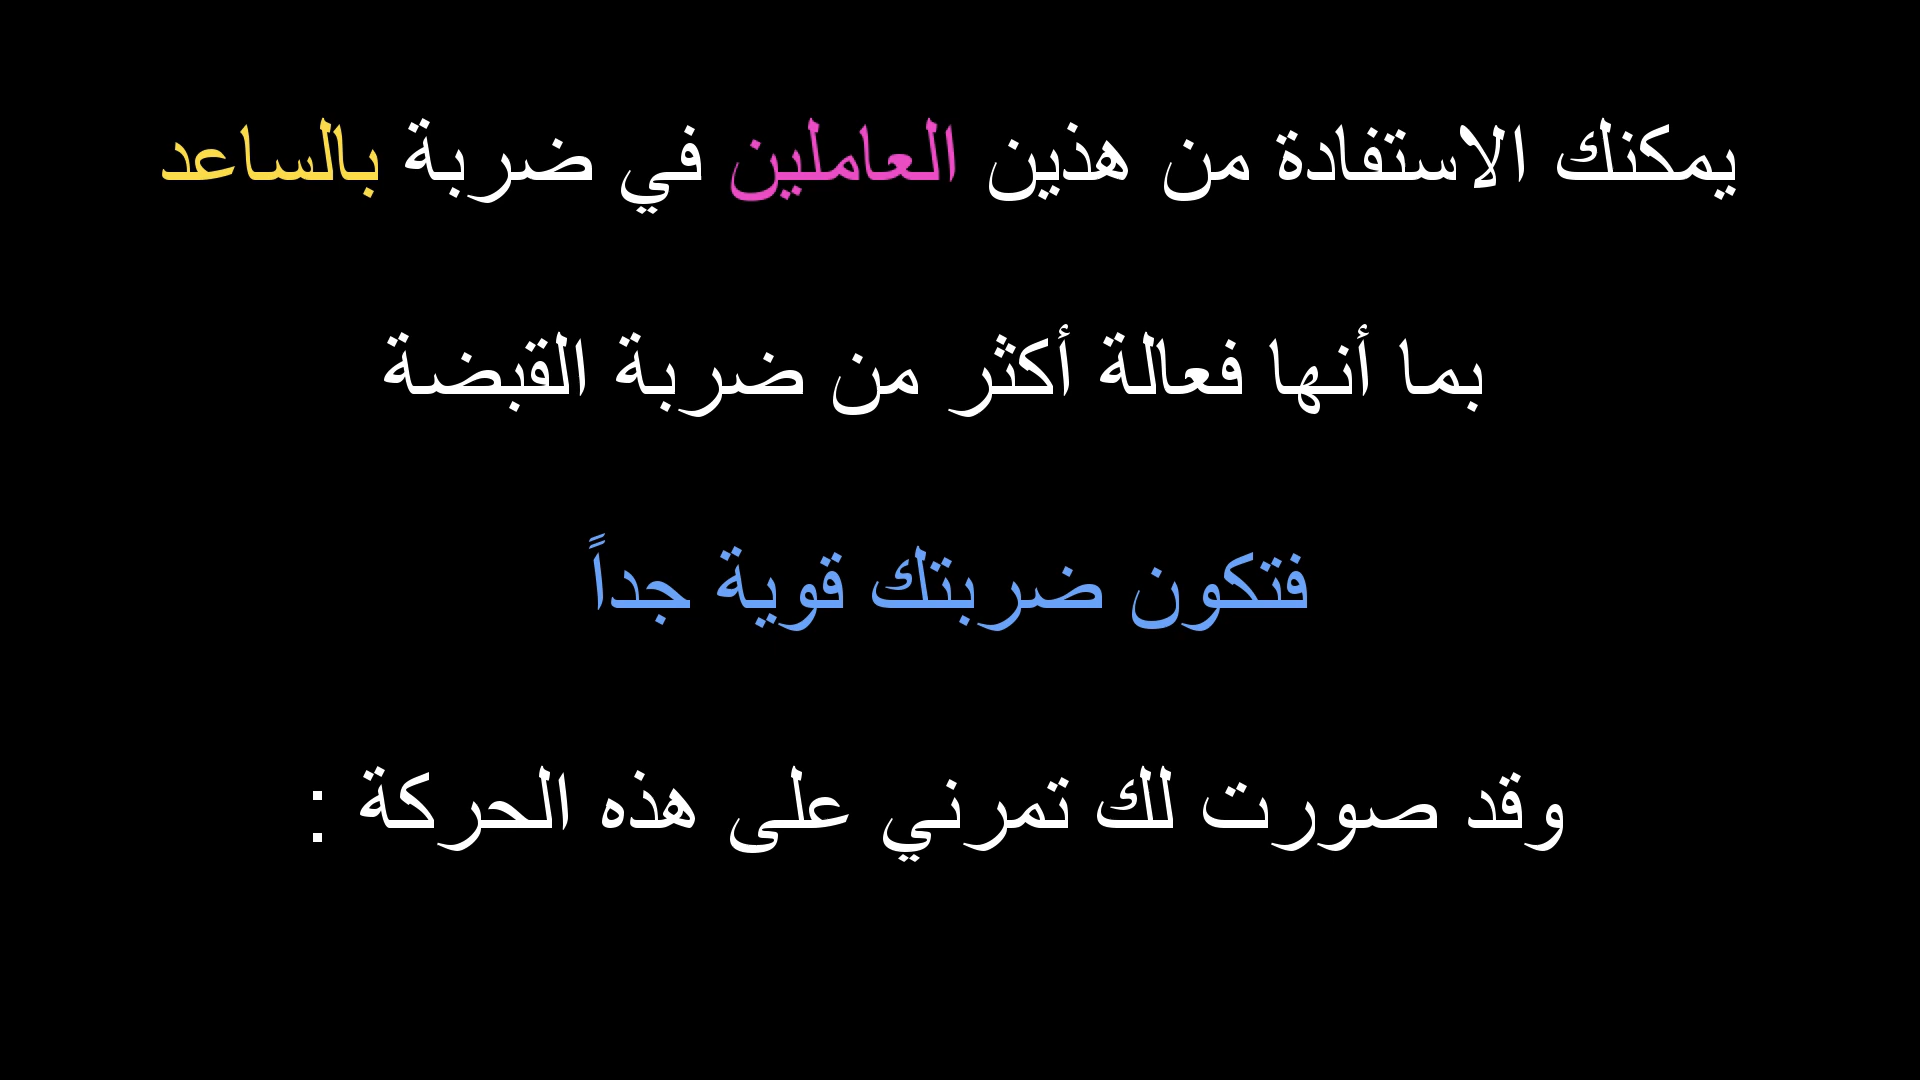 يمكنك الاستفادة من هذين العاملين في ضربة بالساعد
بما أنها فعالة أكثر من ضربة القبضة
فتكون ضربتك قوية جداً
وقد صورت لك تمرني على هذه الحركة :